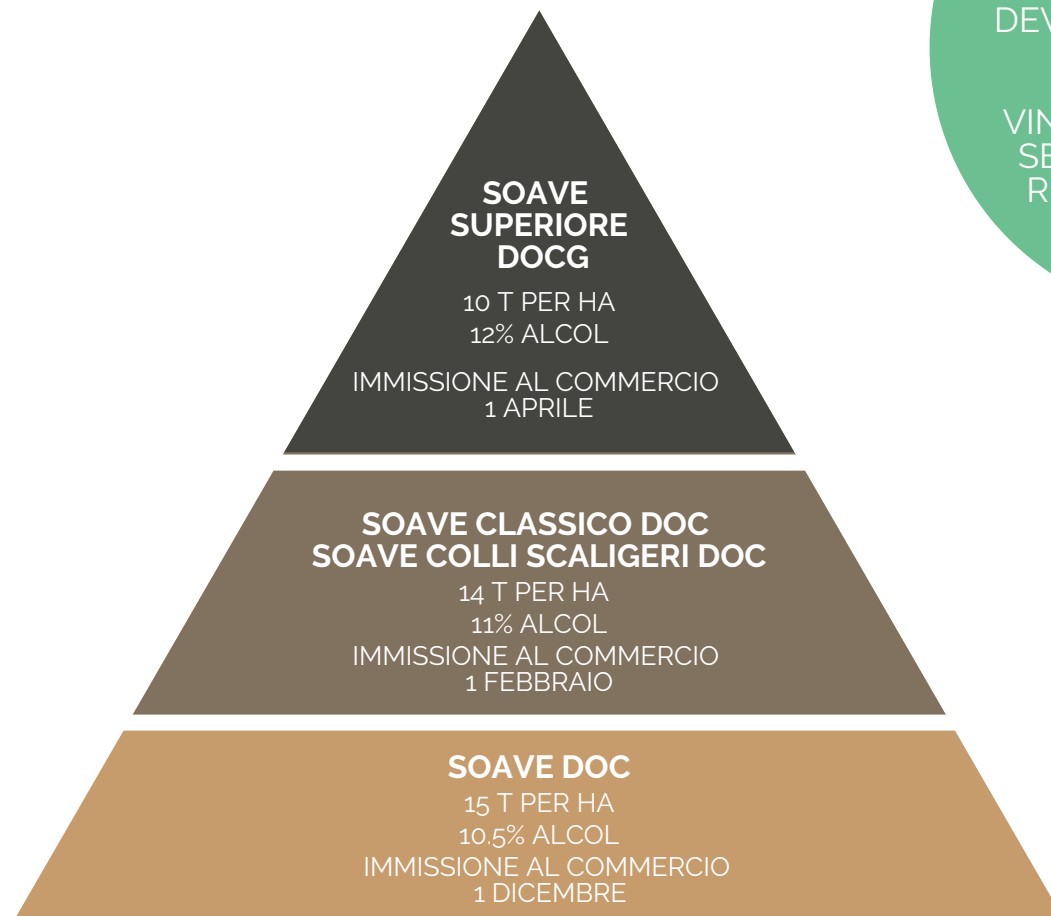 SOAVE
SUPERIORE
DOCG
10 T PER HA
12% ALCOL
IMMISSIONE AL COMMERCIO
1 APRILE
SOAVE CLASSICO DOC
SOAVE COLLI SCALIGERI DOC
14 T PER HA
11% ALCOL
IMMISSIONE AL COMMERCIO
1 FEBBRAIO
SOAVE DOC
15 T PER HA
10.5% ALCOL
IMMISSIONE AL COMMERCIO
1 DICEMBRE